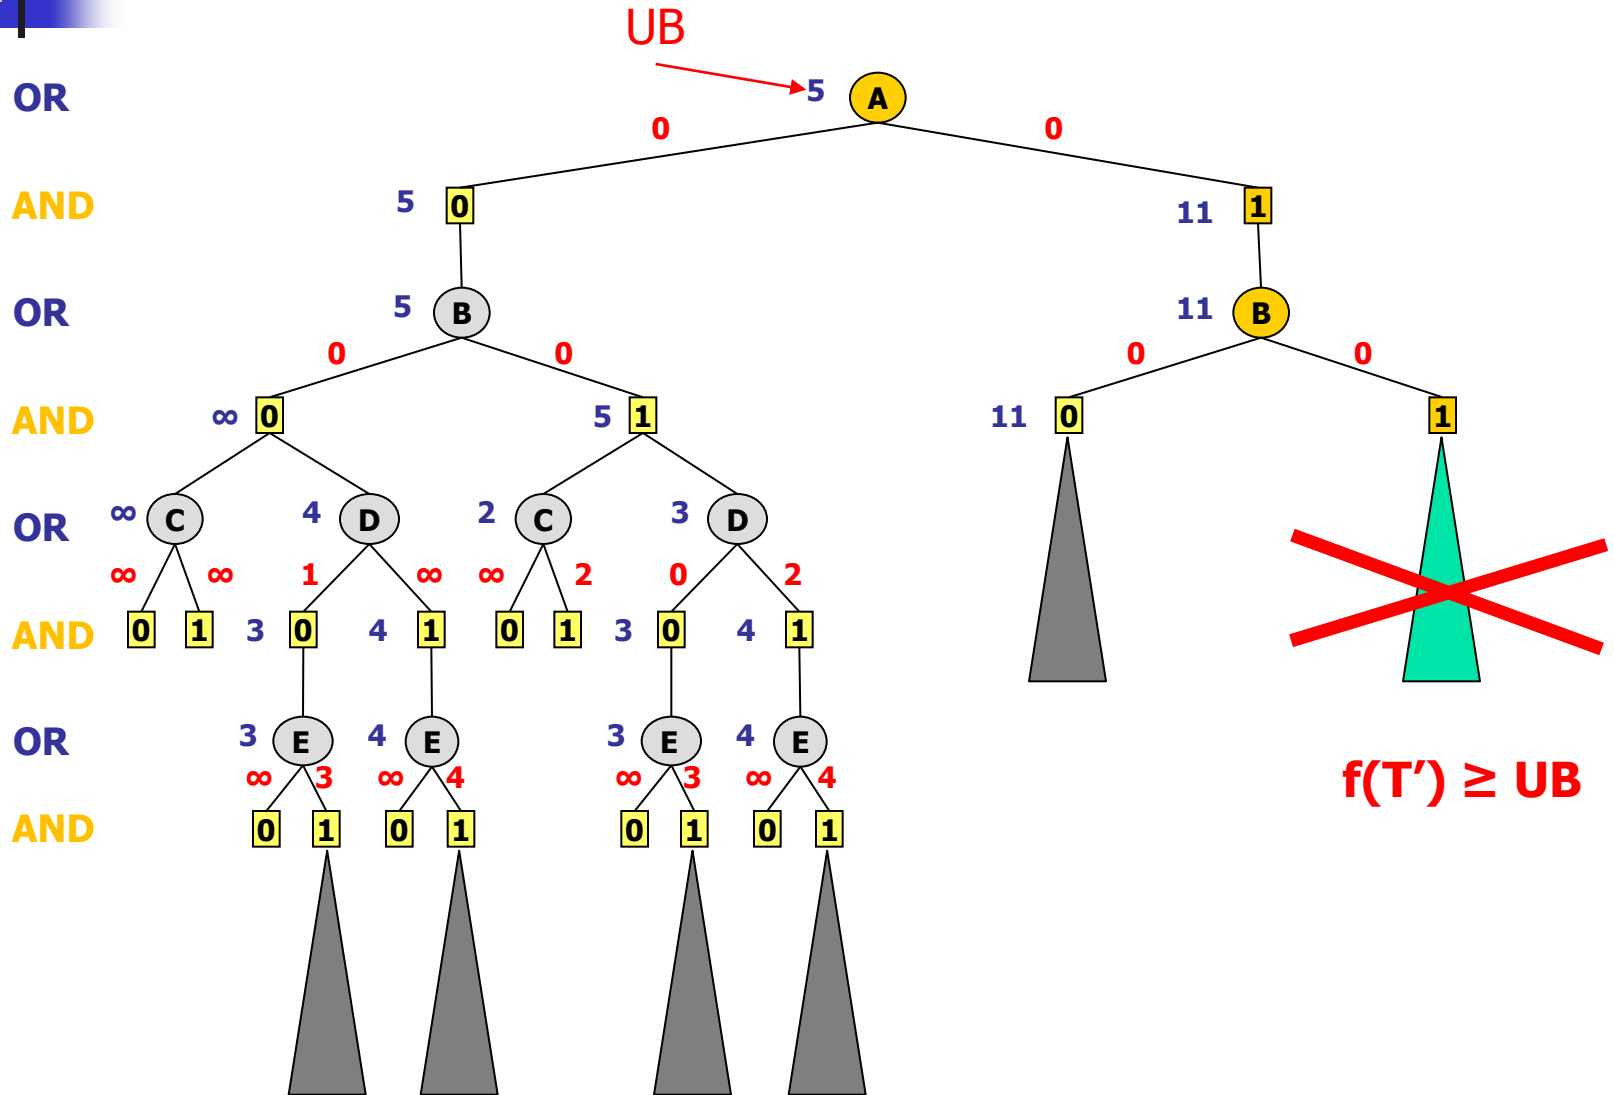 UB
OR 5 A
0 0
AND 5 0 11 1
OR 5 B 11 B
0 0 0 0
AND ∞ 0 5 1 11 0 1
OR ∞ C 4 D 2 C 3 D
∞ ∞ 1 ∞ ∞ 2 0 2
AND 0 1 3 0 4 1 0 1 3 0 4 1
OR 3 E 4 E 3 E 4 E
∞ 3 ∞ 4 ∞ 3 ∞ 4
f(T′) ≥ UB
AND 0 1 0 1 0 1 0 1